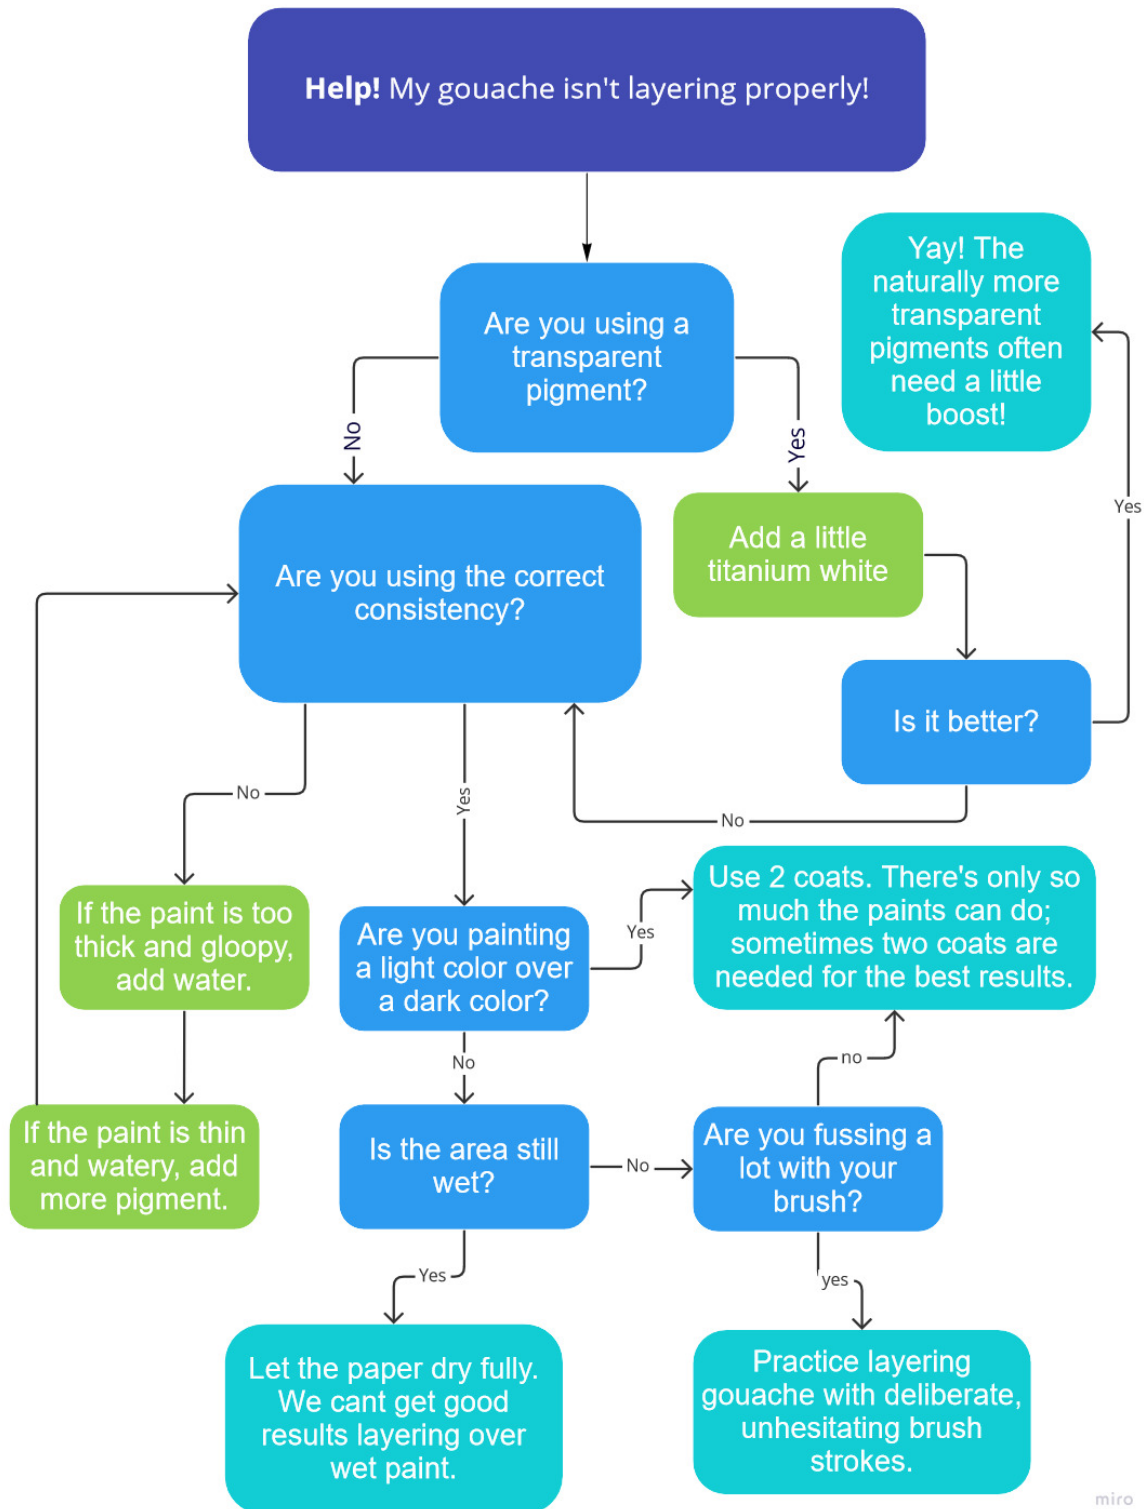 Help! My gouache isn't layering properly!
Are you using a
transparent
pigment?
No
Yes
Yay! The
naturally more
transparent
pigments often
need a little
boost!
Yes
Add a little
titanium white
Are you using the correct
consistency?
Is it better?
No
No
Yes
If the paint is too
thick and gloopy,
add water.
If the paint is thin
and watery, add
more pigment.
Are you painting
a light color over
a dark color?
Yes
Use 2 coats. There's only so
much the paints can do;
sometimes two coats are
needed for the best results.
No
Is the area still
wet?
No
Are you fussing a
lot with your
brush?
no
Yes
yes
Let the paper dry fully.
We cant get good
results layering over
wet paint.
Practice layering
gouache with deliberate,
unhesitating brush
strokes.
miro